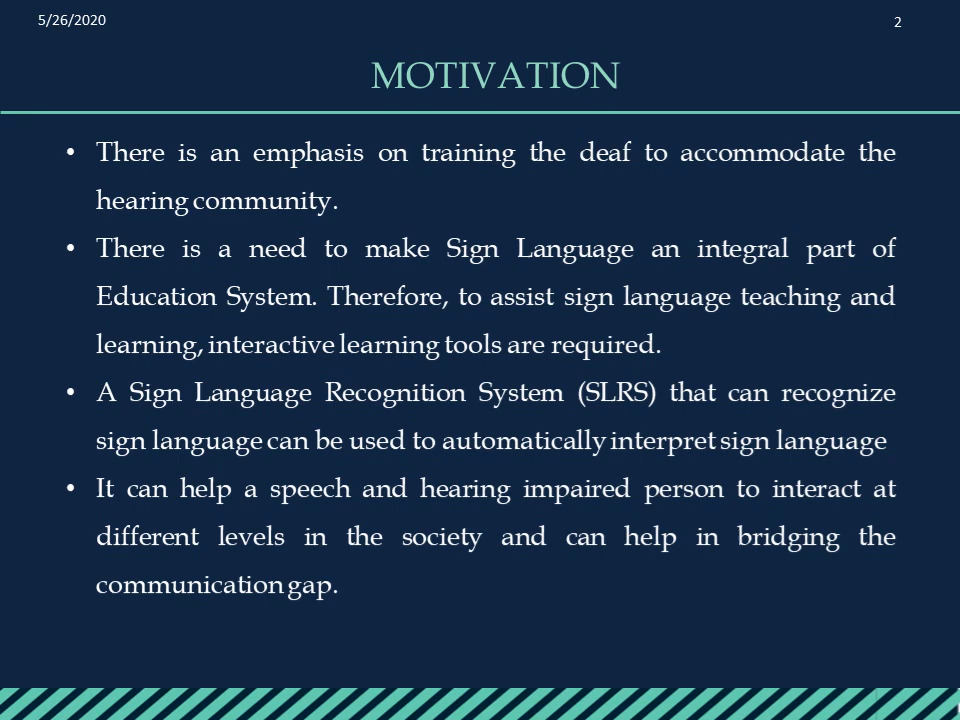 5/26/2020
2
MOTIVATION
• There is an emphasis on training the deaf to accommodate the
hearing community.
• There is a need to make Sign Language an integral part of
Education System. Therefore, to assist sign language teaching and
learning, interactive learning tools are required.
• A Sign Language Recognition System (SLRS) that can recognize
sign language can be used to automatically interpret sign language
• It can help a speech and hearing impaired person to interact at
different levels in the society and can help in bridging the
communication gap.